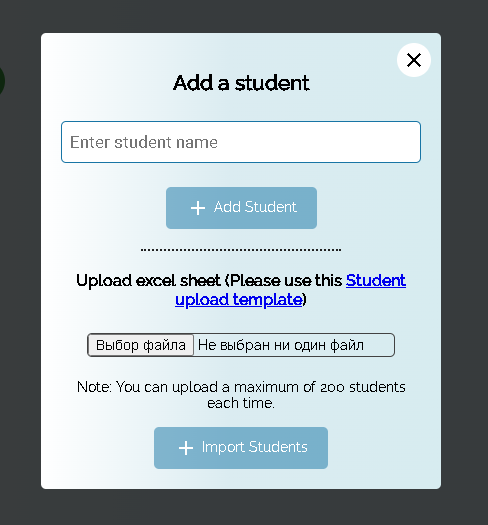 Add a student
Enter student name
Add Student
Upload excel sheet (Please use this Student
upload template)
Выбор файла Не выбран ни один файл
Note: You can upload a maximum of 200 students
each time.
Import Students